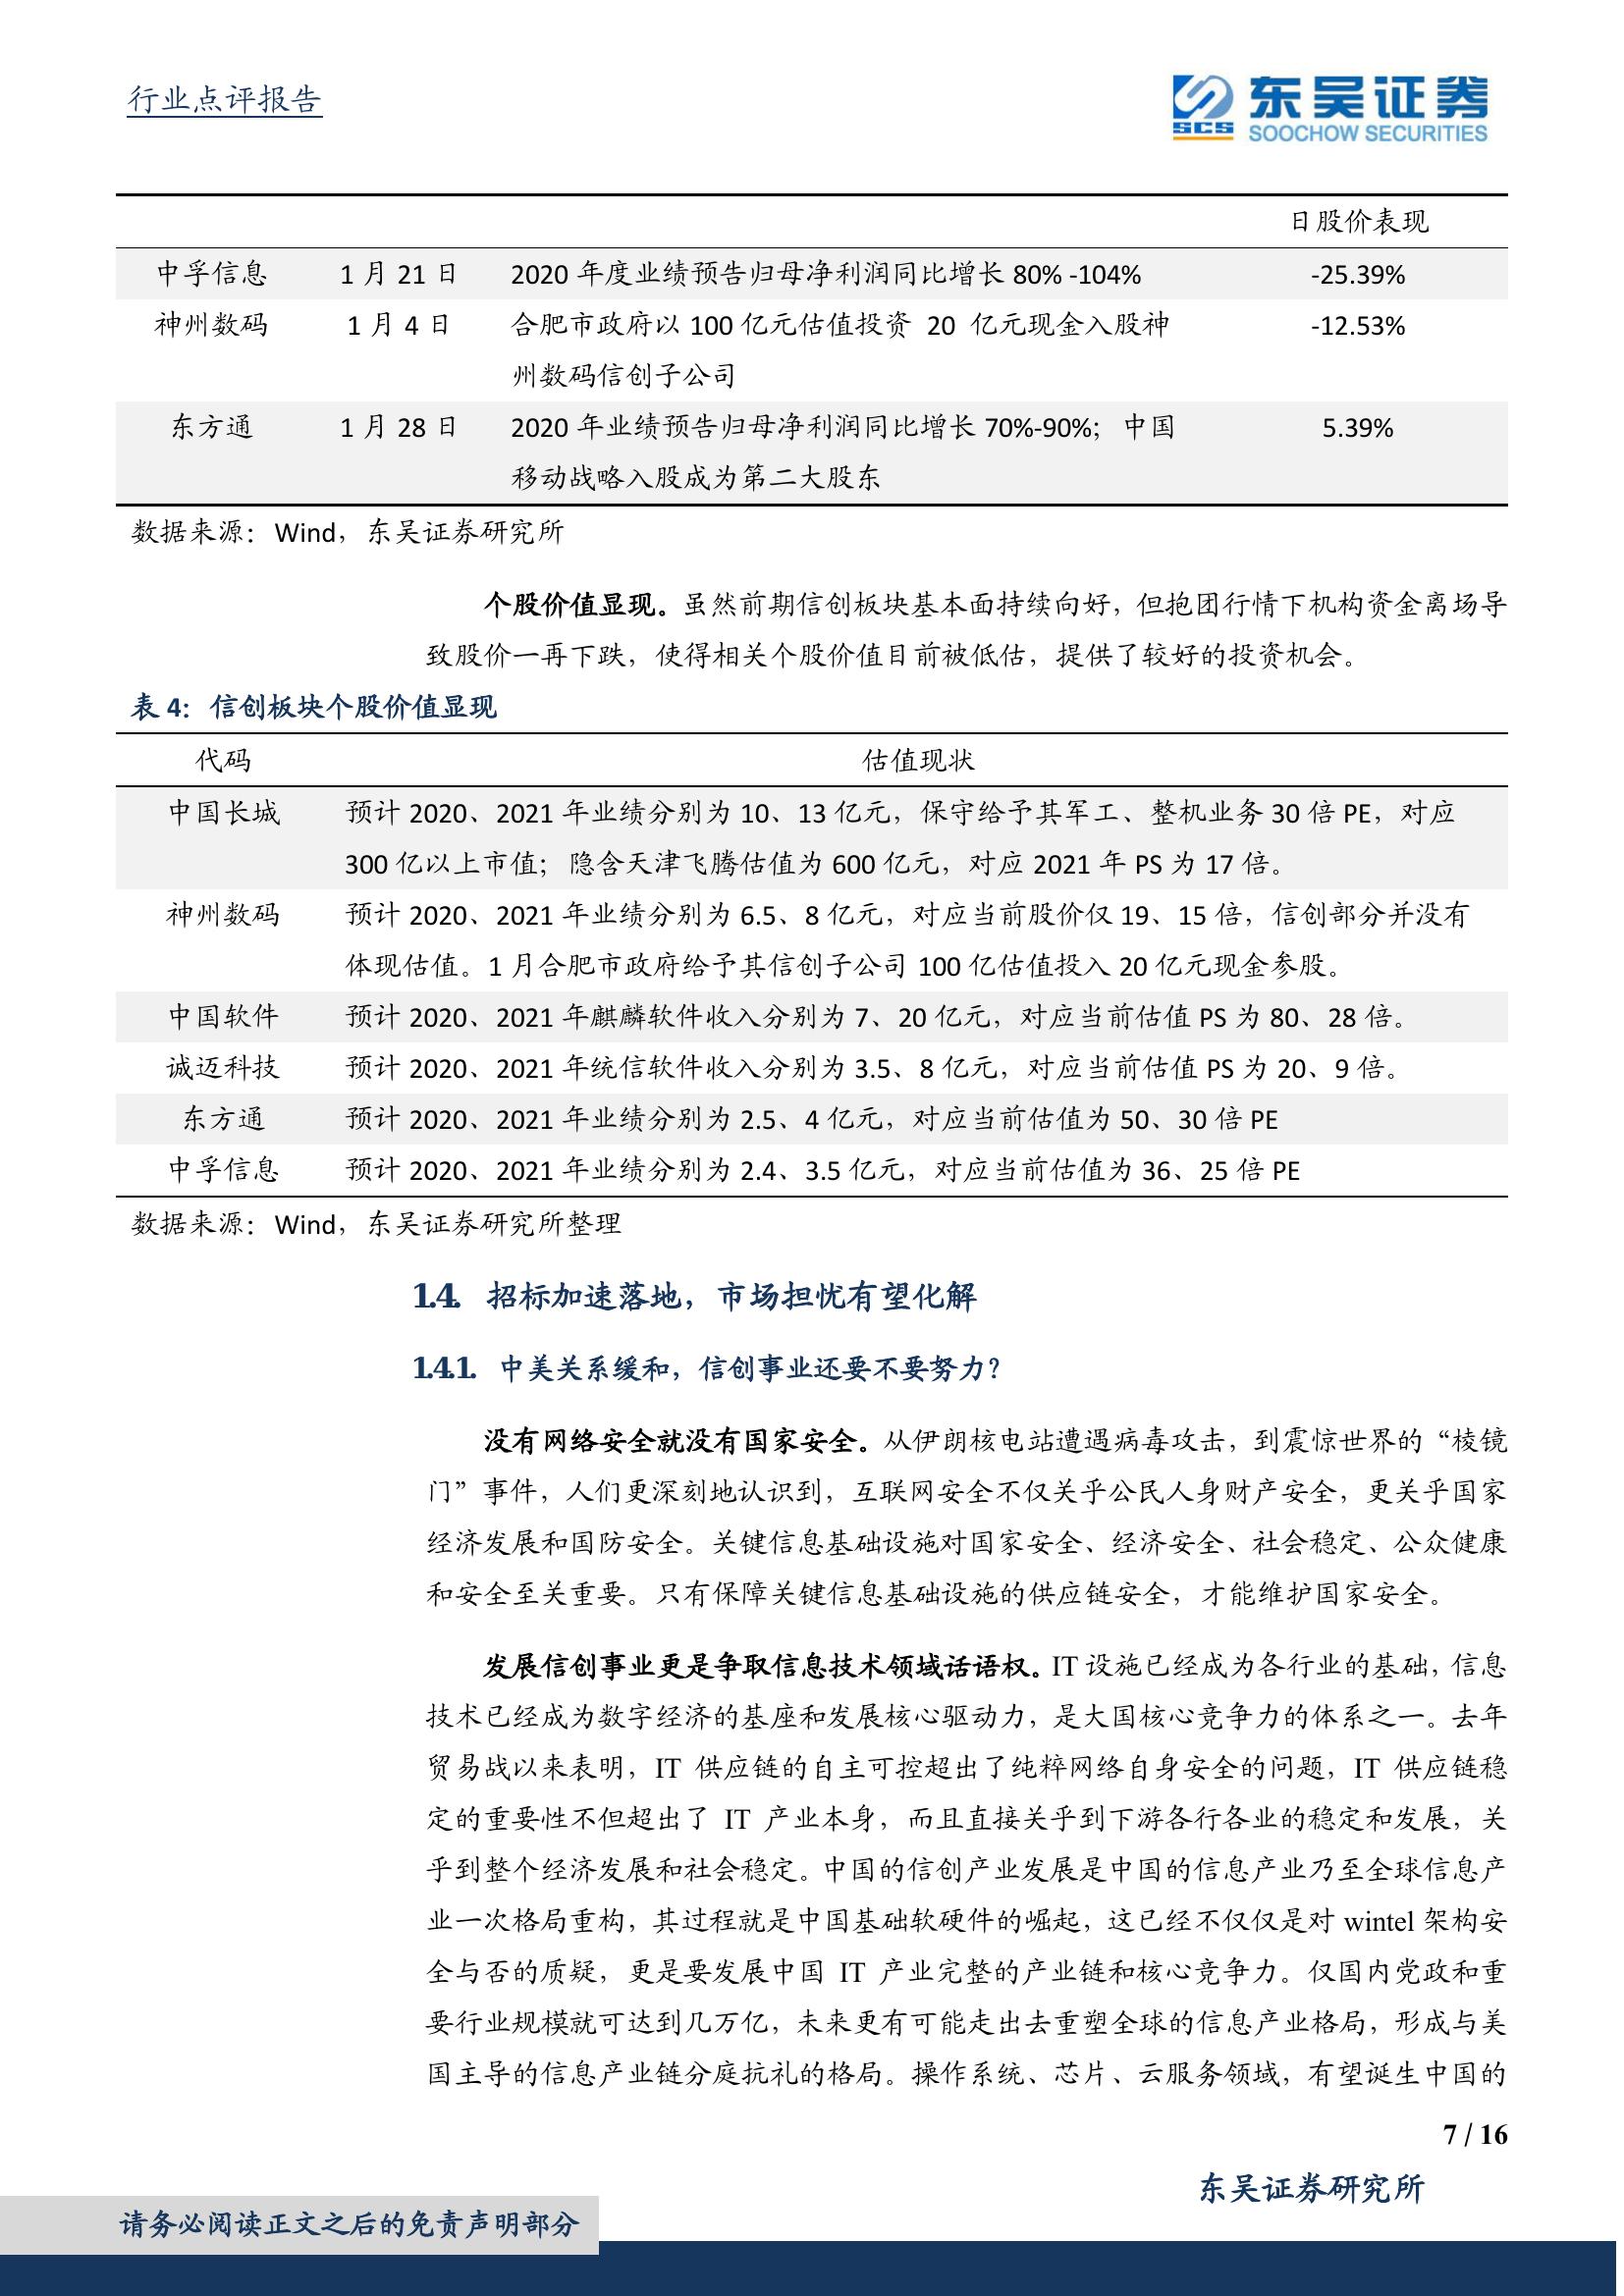 行业点评报告
东吴证券
SCS
SOOCHOW SECURITIES
日股价表现
中孚信息 1 月 21 日 2020 年度业绩预告归母净利润同比增长 80% -104% -25.39%
神州数码 1 月 4 日 合肥市政府以 100 亿元估值投资 20 亿元现金入股神 -12.53%
州数码信创子公司
东方通 1 月 28 日 2020 年业绩预告归母净利润同比增长 70%-90%；中国 5.39%
移动战略入股成为第二大股东
数据来源：Wind，东吴证券研究所
个股价值显现。虽然前期信创板块基本面持续向好，但抱团行情下机构资金离场导
致股价一再下跌，使得相关个股价值目前被低估，提供了较好的投资机会。
表 4：信创板块个股价值显现
代码 估值现状
中国长城 预计 2020、2021 年业绩分别为 10、13 亿元，保守给予其军工、整机业务 30 倍 PE，对应
300 亿以上市值；隐含天津飞腾估值为 600 亿元，对应 2021 年 PS 为 17 倍。
神州数码 预计 2020、2021 年业绩分别为 6.5、8 亿元，对应当前股价仅 19、15 倍，信创部分并没有
体现估值。1 月合肥市政府给予其信创子公司 100 亿估值投入 20 亿元现金参股。
中国软件 预计 2020、2021 年麒麟软件收入分别为 7、20 亿元，对应当前估值 PS 为 80、28 倍。
诚迈科技 预计 2020、2021 年统信软件收入分别为 3.5、8 亿元，对应当前估值 PS 为 20、9 倍。
东方通 预计 2020、2021 年业绩分别为 2.5、4 亿元，对应当前估值为 50、30 倍 PE
中孚信息 预计 2020、2021 年业绩分别为 2.4、3.5 亿元，对应当前估值为 36、25 倍 PE
数据来源：Wind，东吴证券研究所整理
1.4. 招标加速落地，市场担忧有望化解
1.4.1. 中美关系缓和，信创事业还要不要努力？
没有网络安全就没有国家安全。从伊朗核电站遭遇病毒攻击，到震惊世界的“棱镜
门”事件，人们更深刻地认识到，互联网安全不仅关乎公民人身财产安全，更关乎国家
经济发展和国防安全。关键信息基础设施对国家安全、经济安全、社会稳定、公众健康
和安全至关重要。只有保障关键信息基础设施的供应链安全，才能维护国家安全。
发展信创事业更是争取信息技术领域话语权。IT 设施已经成为各行业的基础，信息
技术已经成为数字经济的基座和发展核心驱动力，是大国核心竞争力的体系之一。去年
贸易战以来表明，IT 供应链的自主可控超出了纯粹网络自身安全的问题，IT 供应链稳
定的重要性不但超出了 IT 产业本身，而且直接关乎到下游各行各业的稳定和发展，关
乎到整个经济发展和社会稳定。中国的信创产业发展是中国的信息产业乃至全球信息产
业一次格局重构，其过程就是中国基础软硬件的崛起，这已经不仅仅是对 wintel 架构安
全与否的质疑，更是要发展中国 IT 产业完整的产业链和核心竞争力。仅国内党政和重
要行业规模就可达到几万亿，未来更有可能走出去重塑全球的信息产业格局，形成与美
国主导的信息产业链分庭抗礼的格局。操作系统、芯片、云服务领域，有望诞生中国的
7 / 16
东吴证券研究所
请务必阅读正文之后的免责声明部分